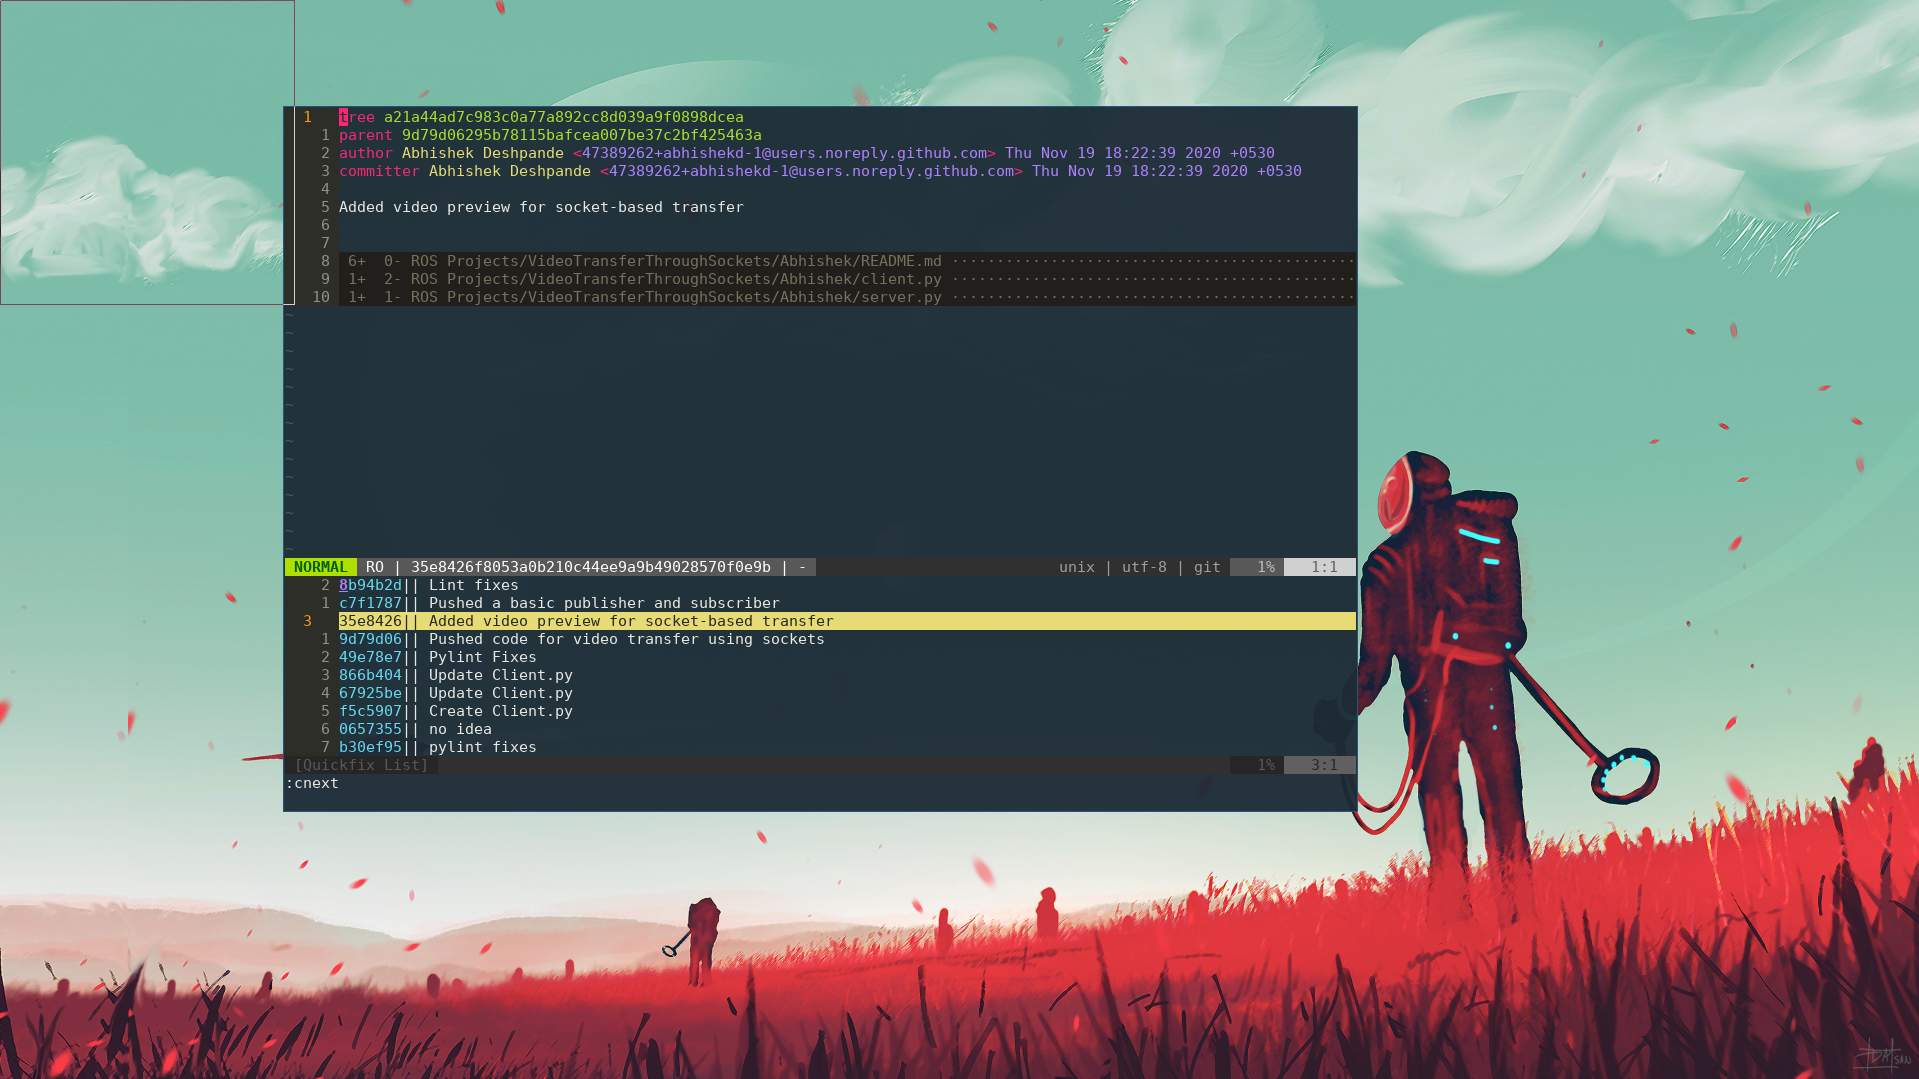 1 tree a21a44ad7c983c0a77a892cc8d039a9f0898dcea
1 parent 9d79d06295b78115bafcea007be37c2bf425463a
2 author Abhishek Deshpande <47389262+abhishekd-1@users.noreply.github.com> Thu Nov 19 18:22:39 2020 +0530
3 committer Abhishek Deshpande <47389262+abhishekd-1@users.noreply.github.com> Thu Nov 19 18:22:39 2020 +0530
4
5 Added video preview for socket-based transfer
6
7
8 6+ 0- ROS Projects/VideoTransferThroughSockets/Abhishek/README.md ·············································
9 1+ 2- ROS Projects/VideoTransferThroughSockets/Abhishek/client.py ·············································
10 1+ 1- ROS Projects/VideoTransferThroughSockets/Abhishek/server.py ·············································
~
~
~
~
~
~
~
~
~
~
~
~
~
~
NORMAL RO | 35e8426f8053a0b210c44ee9a9b49028570f0e9b | - unix | utf-8 | git 1% 1:1
2 8b94b2d|| Lint fixes
1 c7f1787|| Pushed a basic publisher and subscriber
3 35e8426|| Added video preview for socket-based transfer
1 9d79d06|| Pushed code for video transfer using sockets
2 49e78e7|| Pylint Fixes
3 866b404|| Update Client.py
4 67925be|| Update Client.py
5 f5c5907|| Create Client.py
6 0657355|| no idea
7 b30ef95|| pylint fixes
[Quickfix List] 1% 3:1
:cnext